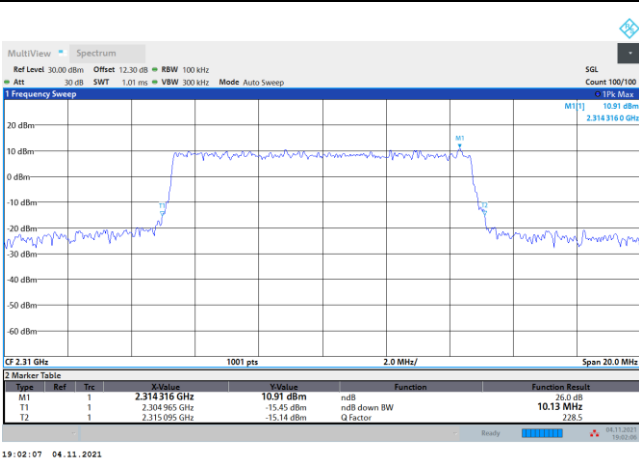 MultiView Spectrum
Ref Level 30.00 dBm Offset 12.30 dB RBW 100 kHz SGL
Att 30 dB SWT 1.01 ms VBW 300 kHz Mode Auto Sweep Count 100/100
1 Frequency Sweep 1Pk Max
M1[1] 10.91 dBm
2.314 316 0 GHz
20 dBm
M1
10 dBm
0 dBm
-10 dBm
T1 T2
-20 dBm
-30 dBm
-40 dBm
-50 dBm
-60 dBm
CF 2.31 GHz 1001 pts 2.0 MHz/ Span 20.0 MHz
2 Marker Table
Type Ref Trc X-Value Y-Value Function Function Result
M1 1 2.314 316 GHz 10.91 dBm ndB 26.0 dB
T1 1 2.304 965 GHz -15.45 dBm ndB down BW 10.13 MHz
T2 1 2.315 095 GHz -15.14 dBm Q Factor 228.5
Ready 04.11.2021
19:02:06
19:02:07 04.11.2021